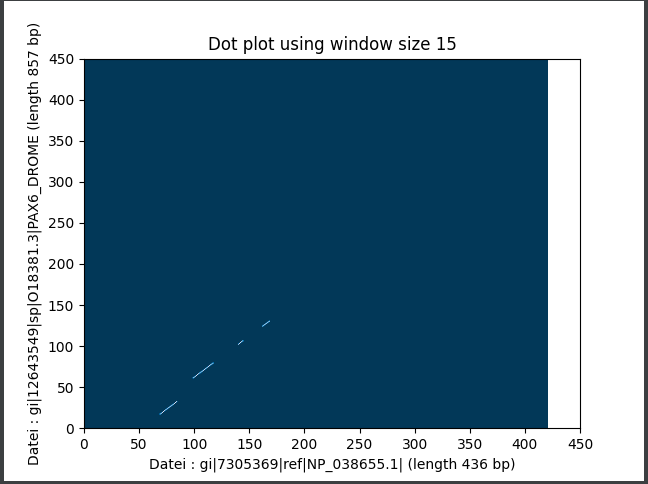 Dot plot using window size 15
Datei : gi|12643549|sp|O18381.3|PAX6_DROME (length 857 bp)
450
400
350
300
250
200
150
100
50
0
0 50 100 150 200 250 300 350 400 450
Datei : gi|7305369|ref|NP_038655.1| (length 436 bp)